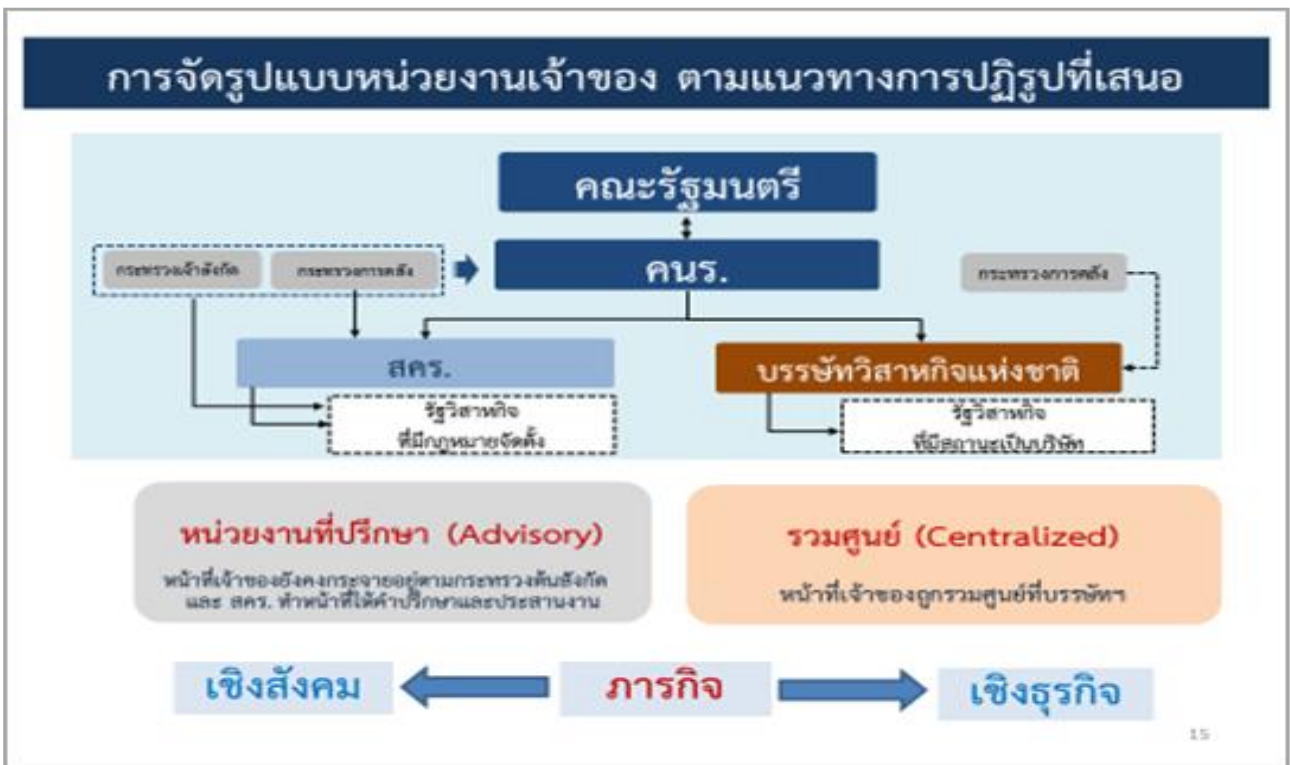 การจัดรูปแบบหน่วยงานเจ้าของ ตามแนวทางการปฏิรูปที่เสนอ
คณะรัฐมนตรี
กระทรวงเจ้าสังกัด
กระทรวงการคลัง
คนร.
กระทรวงการคลัง
สคร.
บรรษัทวิสาหกิจแห่งชาติ
รัฐวิสาหกิจ
ที่มีกฎหมายจัดตั้ง
รัฐวิสาหกิจ
ที่มีสถานะเป็นบริษัท
หน่วยงานที่ปรึกษา (Advisory)
หน้าที่เจ้าของยังคงกระจายอยู่ตามกระทรวงต้นสังกัด
และ สคร. ทำหน้าที่ให้คำปรึกษาและประสานงาน
รวมศูนย์ (Centralized)
หน้าที่เจ้าของถูกรวมศูนย์ที่บรรษัทฯ
เชิงสังคม
ภารกิจ
เชิงธุรกิจ
15